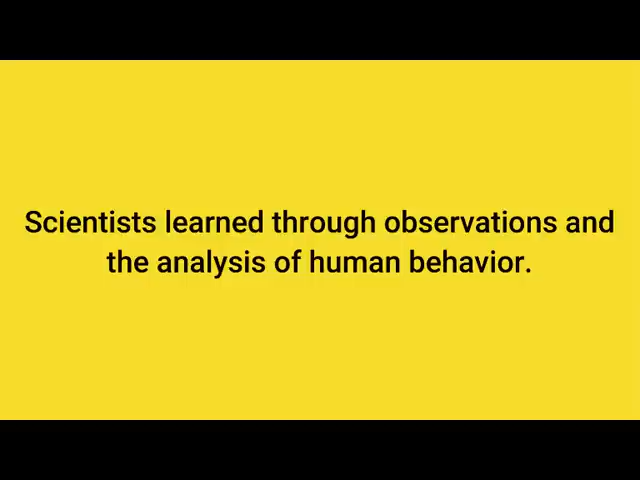 Scientists learned through observations and
the analysis of human behavior.